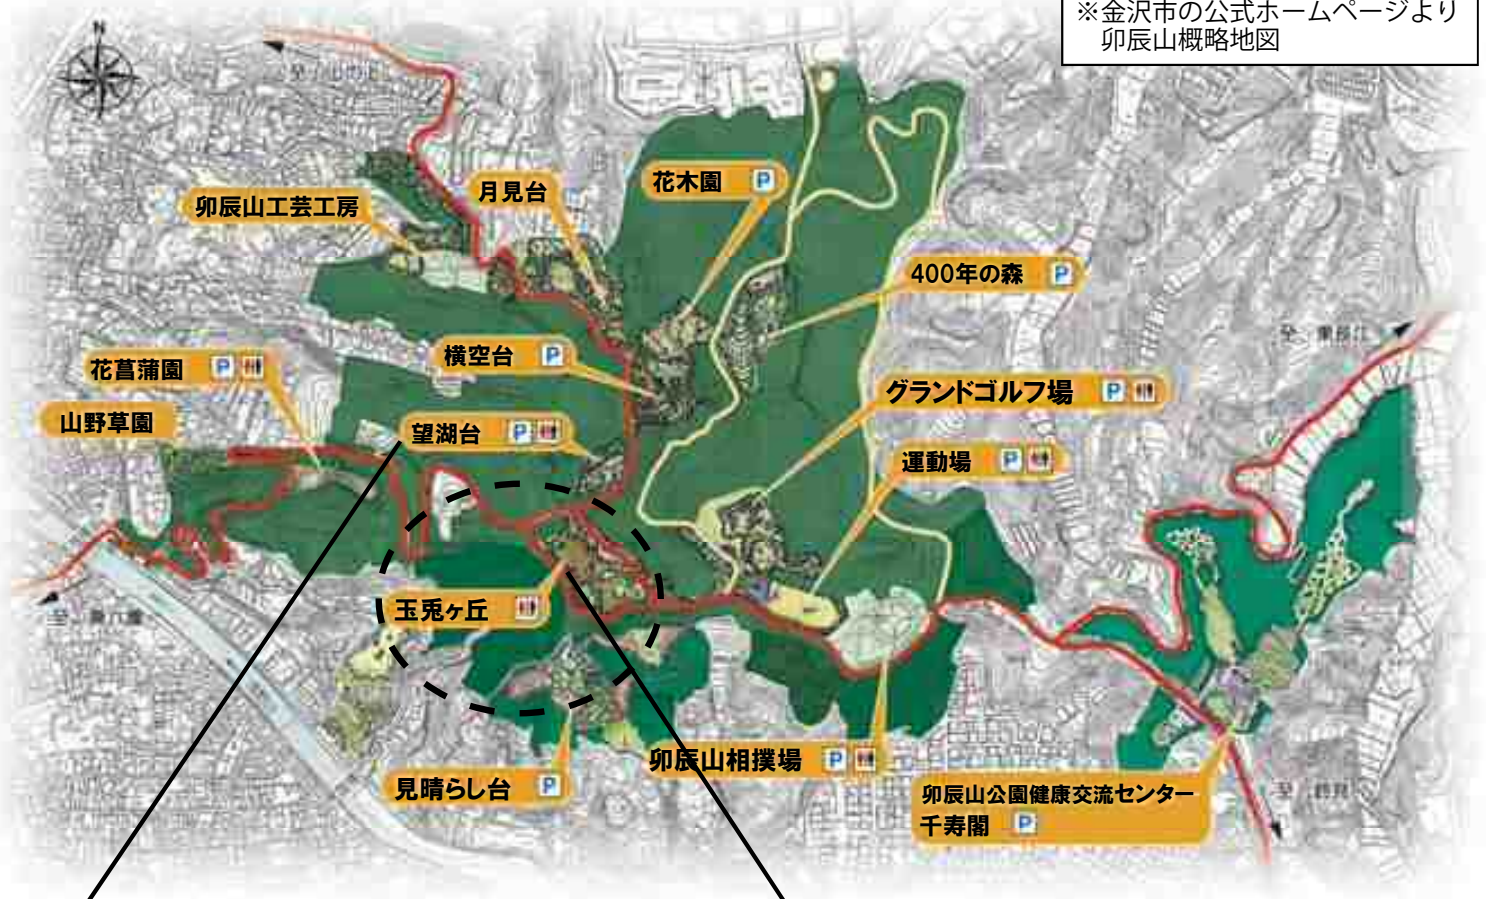 ※金沢市の公式ホームページより
卯辰山概略地図
N
卯辰山工芸工房
月見台
花木園 P
400年の森 P
横空台 P
花菖蒲園 P
グランドゴルフ場 P
山野草園
望湖台 P
運動場 P
玉兎ヶ丘
卯辰山相撲場 P
見晴らし台 P
卯辰山公園健康交流センター
千寿閣 P